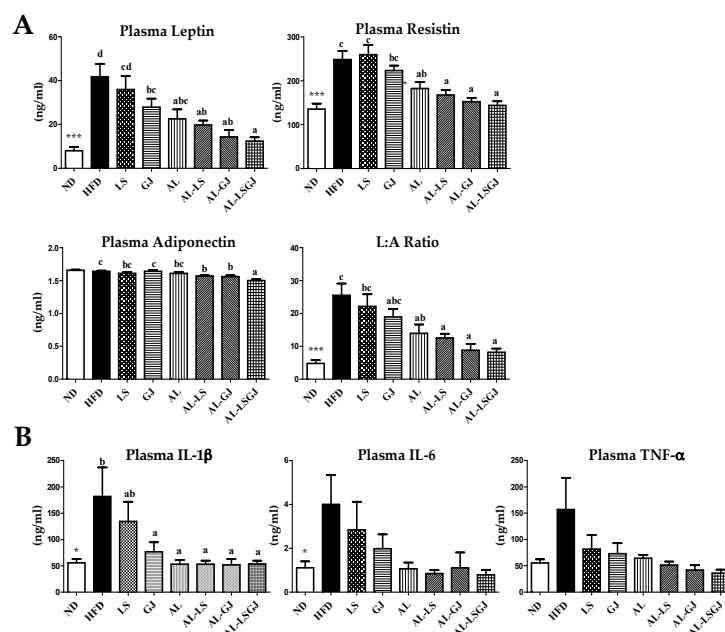 A
Plasma Leptin
(ng/ml)
60
40
20
0
***
d
cd
bc
abc
ab
ab
a
ND
HFD
LS
GJ
AL
AL-LS
AL-GJ
AL-LSGJ
Plasma Resistin
(ng/ml)
300
200
100
0
***
c
c
bc
ab
a
a
a
ND
HFD
LS
GJ
AL
AL-LS
AL-GJ
AL-LSGJ
Plasma Adiponectin
(ng/ml)
2.0
1.5
1.0
0.5
0.0
c
bc
c
bc
b
b
a
ND
HFD
LS
GJ
AL
AL-LS
AL-GJ
AL-LSGJ
L:A Ratio
(ng/ml)
40
30
20
10
0
***
c
bc
abc
ab
a
a
a
ND
HFD
LS
GJ
AL
AL-LS
AL-GJ
AL-LSGJ
B
Plasma IL-1β
(ng/ml)
250
200
150
100
50
0
*
b
ab
a
a
a
a
a
ND
HFD
LS
GJ
AL
AL-LS
AL-GJ
AL-LSGJ
Plasma IL-6
(ng/ml)
6
4
2
0
*
ND
HFD
LS
GJ
AL
AL-LS
AL-GJ
AL-LSGJ
Plasma TNF-α
(ng/ml)
250
200
150
100
50
0
ND
HFD
LS
GJ
AL
AL-LS
AL-GJ
AL-LSGJ